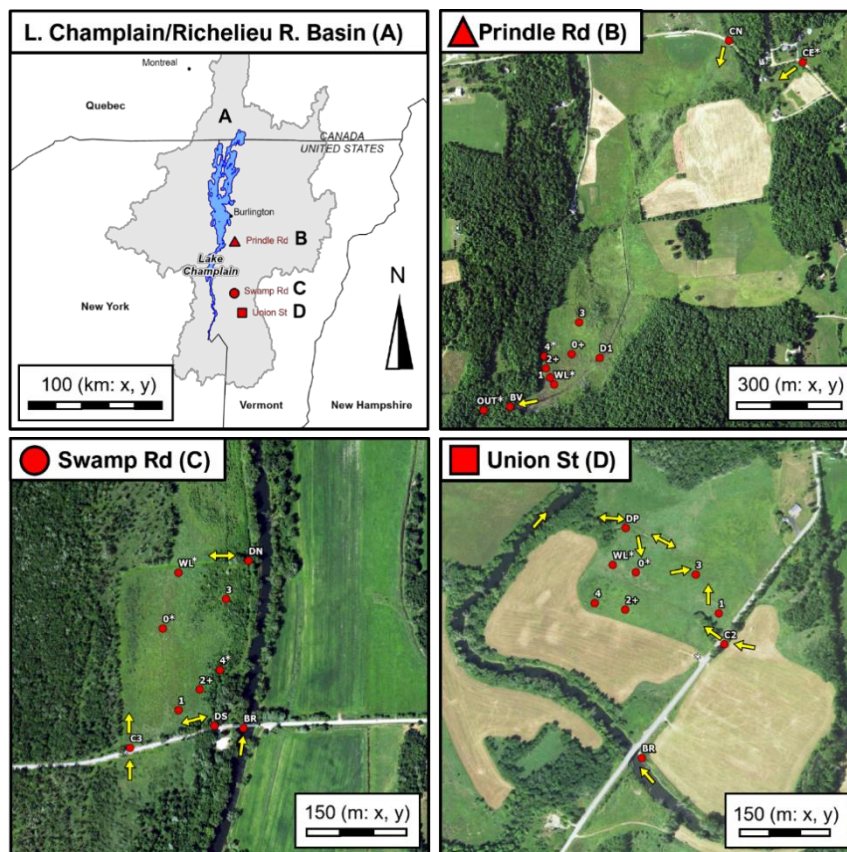 L. Champlain/Richelieu R. Basin (A)
Montreal
Quebec
A
CANADA
UNITED STATES
Burlington
Prindle Rd B
Lake
Champlain
N
Swamp Rd C
New York
Union St D
100 (km: x, y)
Vermont
New Hampshire
Prindle Rd (B)
CN
CE*
3
4*
0+
D1
2+
1
WL*
OUT*
BV
300 (m: x, y)
Swamp Rd (C)
DN
WL*
3
0*
4*
2+
1
DS
BR
C3
150 (m: x, y)
Union St (D)
DP
WL*
0*
3
4
2+
1
C2
BR
150 (m: x, y)